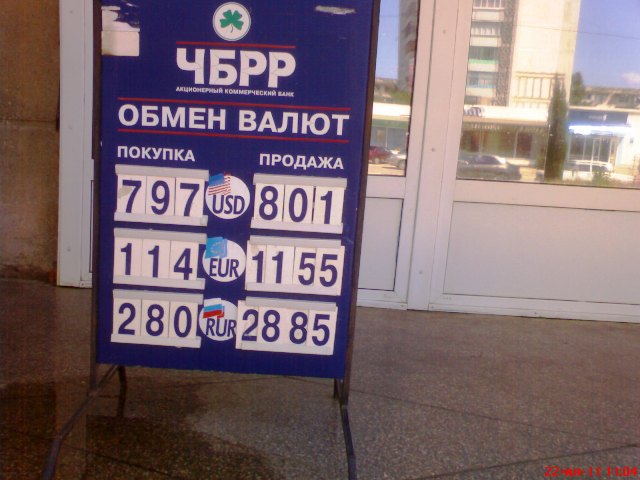 ЧБРР
АКЦИОНЕРНЫЙ КОММЕРЧЕСКИЙ БАНК
ОБМЕН ВАЛЮТ
ПОКУПКА ПРОДАЖА
797 USD 801
114 EUR 1155
280 RUR 2885